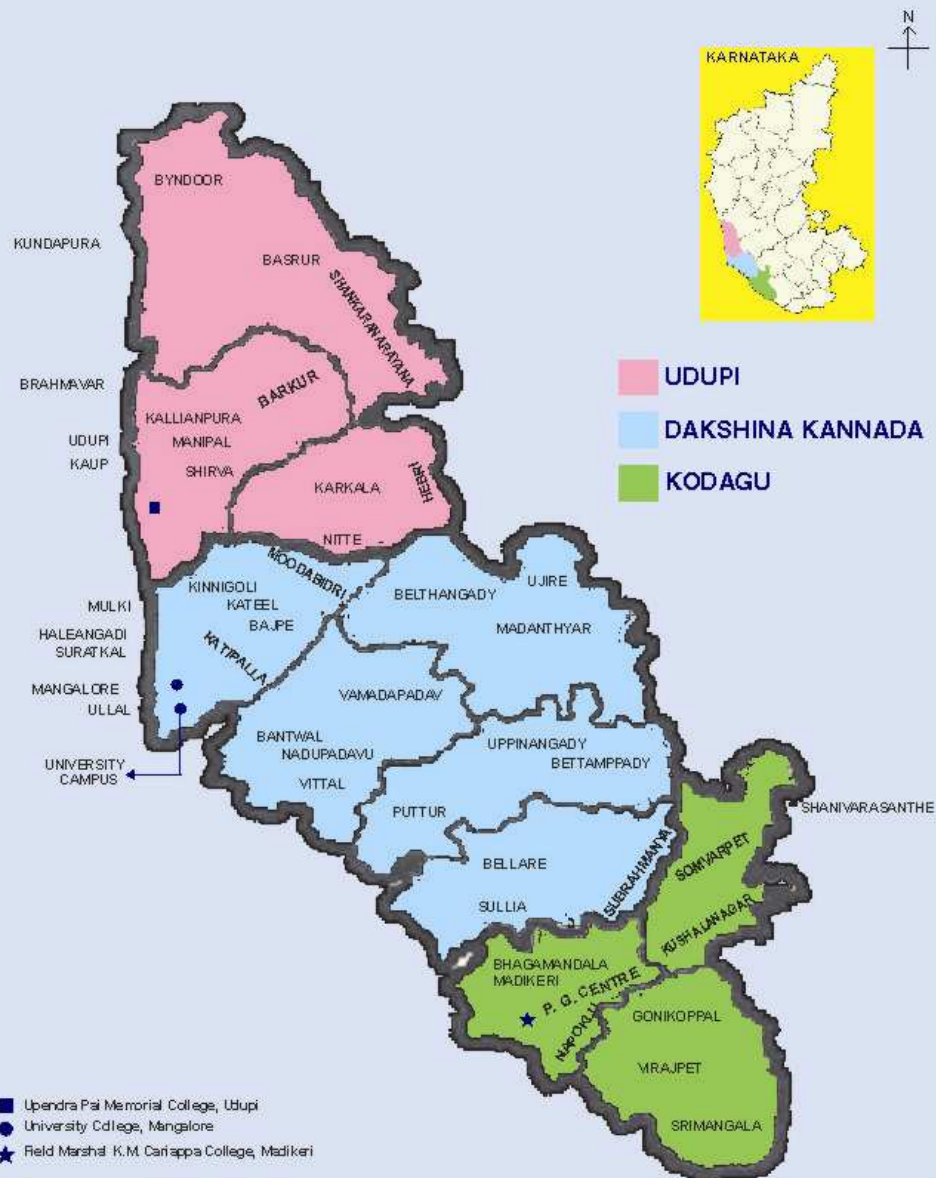 N
KARNATAKA
BYNDOOR
KUNDAPURA
BASRUR
SHANKARANARAYANA
BRAHMAVAR
BARKUR
KALLIANPURA
UDUPI
MANIPAL
KAUP
SHIRVA
KARKALA
HEBRI
NITTE
UDUPI
DAKSHINA KANNADA
KODAGU
MOODABIDRI
KINNIGOLI
KATEEL
BAJPE
KATIPALLA
MULKI
HALEANGADI
SURATKAL
MANGALORE
ULLAL
UNIVERSITY
CAMPUS
BELTHANGADY
UJIRE
MADANTHYAR
VAMADAPADAV
BANTWAL
NADUPADAVU
VITTAL
UPPINANGADY
BETTAMPPADY
PUTTUR
BELLARE
SULLIA
SUBRAHMANYA
SHANIVARASANTHE
SOMVARPET
KUSHALNAGAR
BHAGAMANDALA
MADIKERI
P. G. CENTRE
NAPOKLU
GONIKOPPAL
VIRAJPET
SRIMANGALA
Upendra Pai Memorial College, Udupi
University College, Mangalore
Field Marshal K.M. Cariappa College, Madikeri